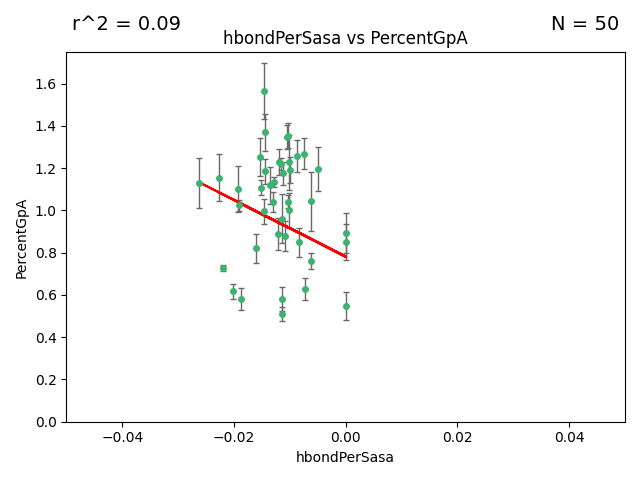 r^2 = 0.09
N = 50
hbondPerSasa vs PercentGpA
PercentGpA
1.6
1.4
1.2
1.0
0.8
0.6
0.4
0.2
0.0
−0.04
−0.02
0.00
0.02
0.04
hbondPerSasa